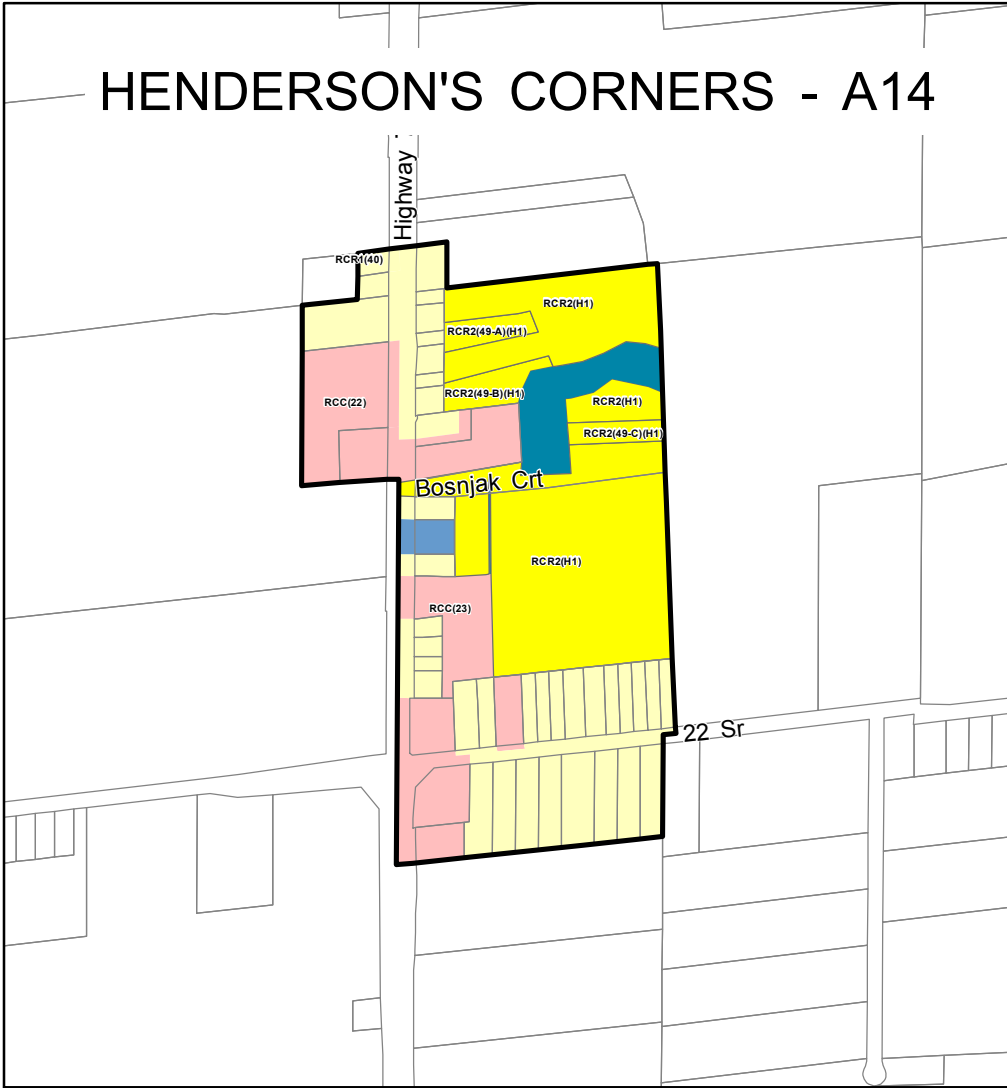 HENDERSON'S CORNERS - A14
Highway
RCR1(40)
RCR2(H1)
RCR2(49-A)(H1)
RCR2(49-B)(H1)
RCC(22)
RCR2(H1)
RCR2(49-C)(H1)
Bosnjak Crt
RCR2(H1)
RCC(23)
22 Sr